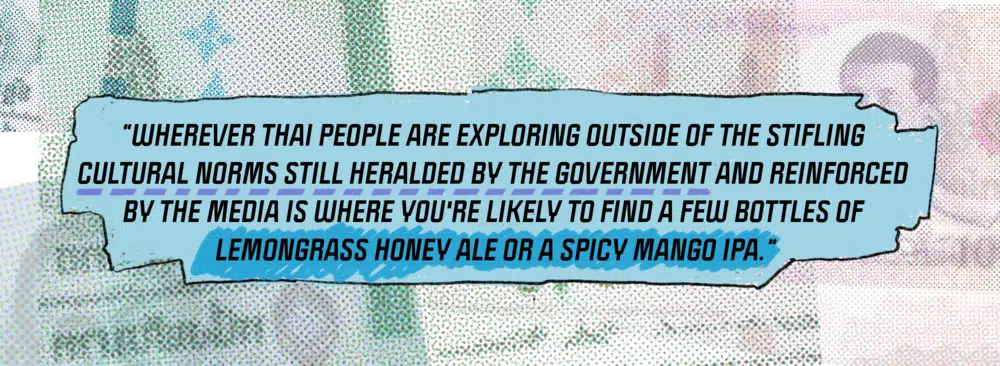 “WHEREVER THAI PEOPLE ARE EXPLORING OUTSIDE OF THE STIFLING
CULTURAL NORMS STILL HERALDED BY THE GOVERNMENT AND REINFORCED
BY THE MEDIA IS WHERE YOU'RE LIKELY TO FIND A FEW BOTTLES OF
LEMONGRASS HONEY ALE OR A SPICY MANGO IPA.”